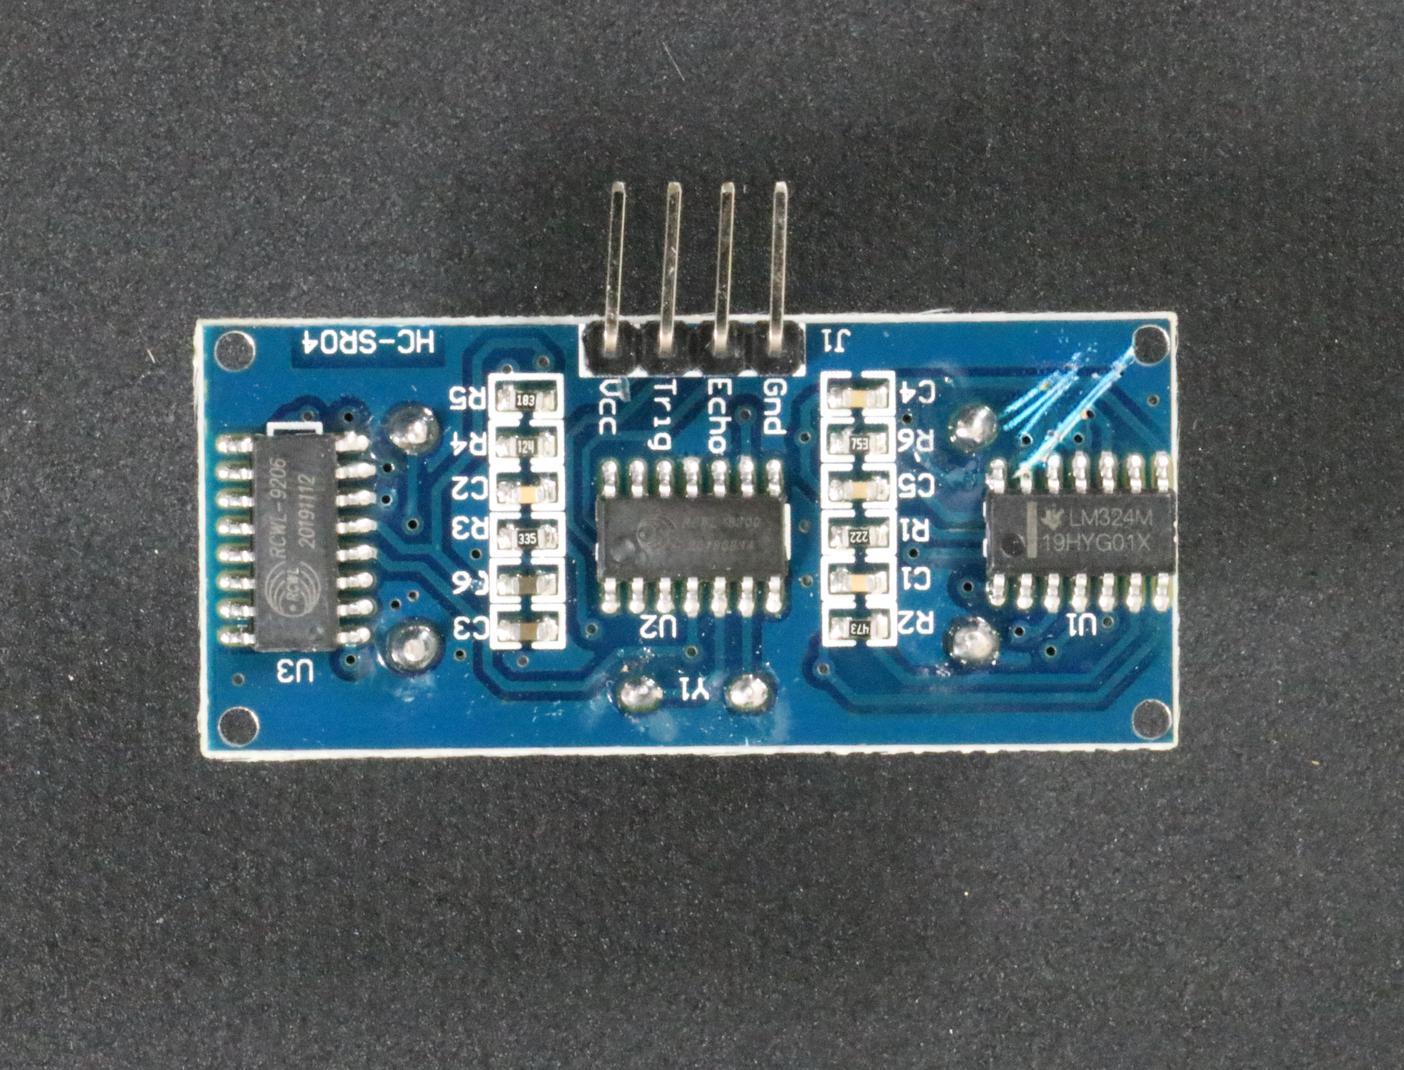 HC-SR04
J1
Vcc
Trig
Echo
Gnd
R5
183
R4
124
C2
R3
335
C6
C3
C4
R6
753
C5
R1
222
C1
R2
473
RCWL-9206
20191112
RCWL
U3
U2
Y1
LM324M
19HYG01X
U1